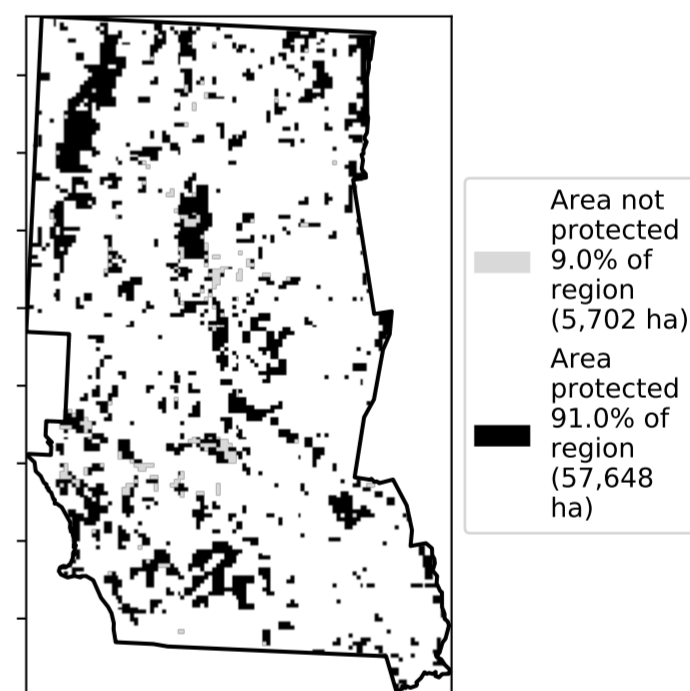 Area not
protected
9.0% of
region
(5,702 ha)
Area
protected
91.0% of
region
(57,648
ha)